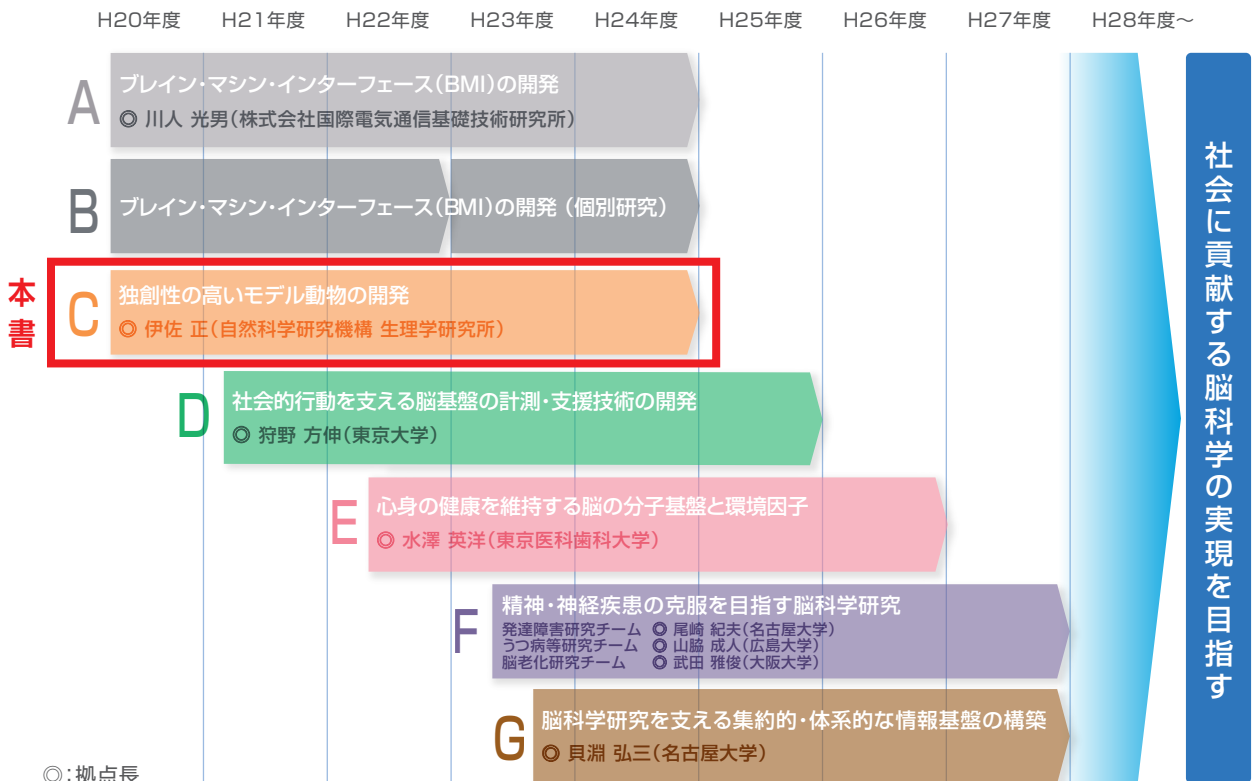 H20年度 H21年度 H22年度 H23年度 H24年度 H25年度 H26年度 H27年度 H28年度～
A
ブレイン・マシン・インターフェース(BMI)の開発
◎ 川人 光男(株式会社国際電気通信基礎技術研究所)
B
ブレイン・マシン・インターフェース(BMI)の開発 (個別研究)
本書
C
独創性の高いモデル動物の開発
◎ 伊佐 正(自然科学研究機構 生理学研究所)
D
社会的行動を支える脳基盤の計測・支援技術の開発
◎ 狩野 方伸(東京大学)
E
心身の健康を維持する脳の分子基盤と環境因子
◎ 水澤 英洋(東京医科歯科大学)
F
精神・神経疾患の克服を目指す脳科学研究
発達障害研究チーム ◎ 尾崎 紀夫(名古屋大学)
うつ病等研究チーム ◎ 山脇 成人(広島大学)
脳老化研究チーム ◎ 武田 雅俊(大阪大学)
G
脳科学研究を支える集約的・体系的な情報基盤の構築
◎ 貝淵 弘三(名古屋大学)
◎:拠点長
社会に貢献する脳科学の実現を目指す